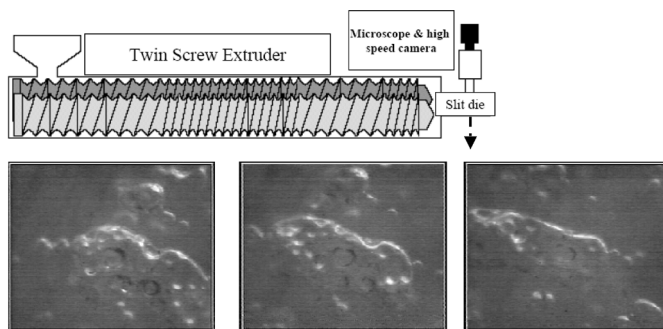 Twin Screw Extruder
Microscope & high
speed camera
Slit die